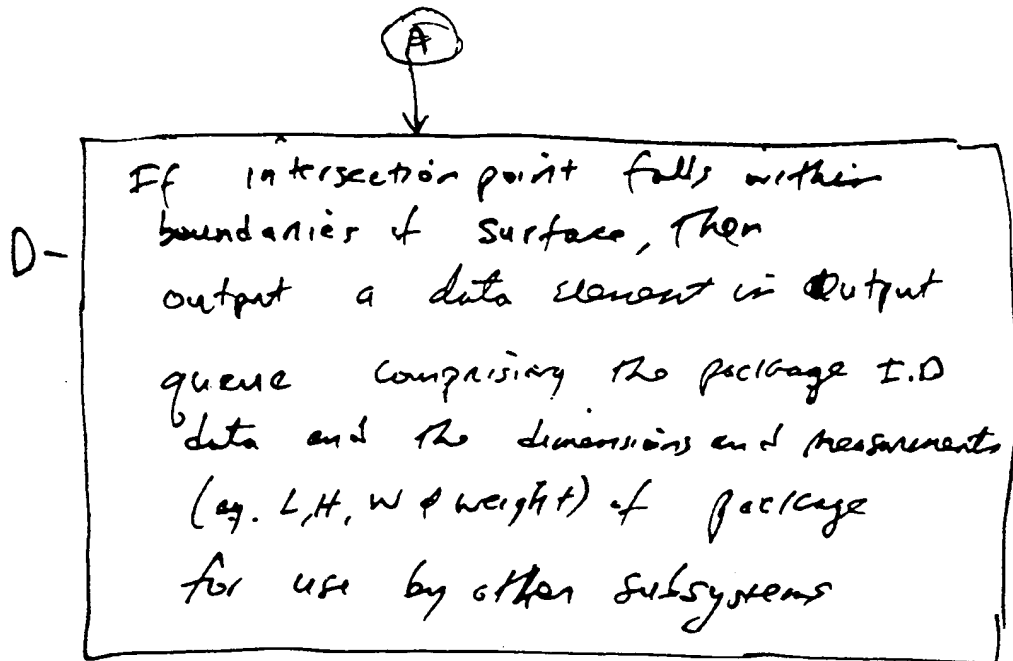 A
If intersection point falls within
D- boundaries of surface, Then
output a data element in Output
queue comprising the package I.D
data and the dimensions and measurements
(eg. L,H, W & weight) of package
for use by other subsystems